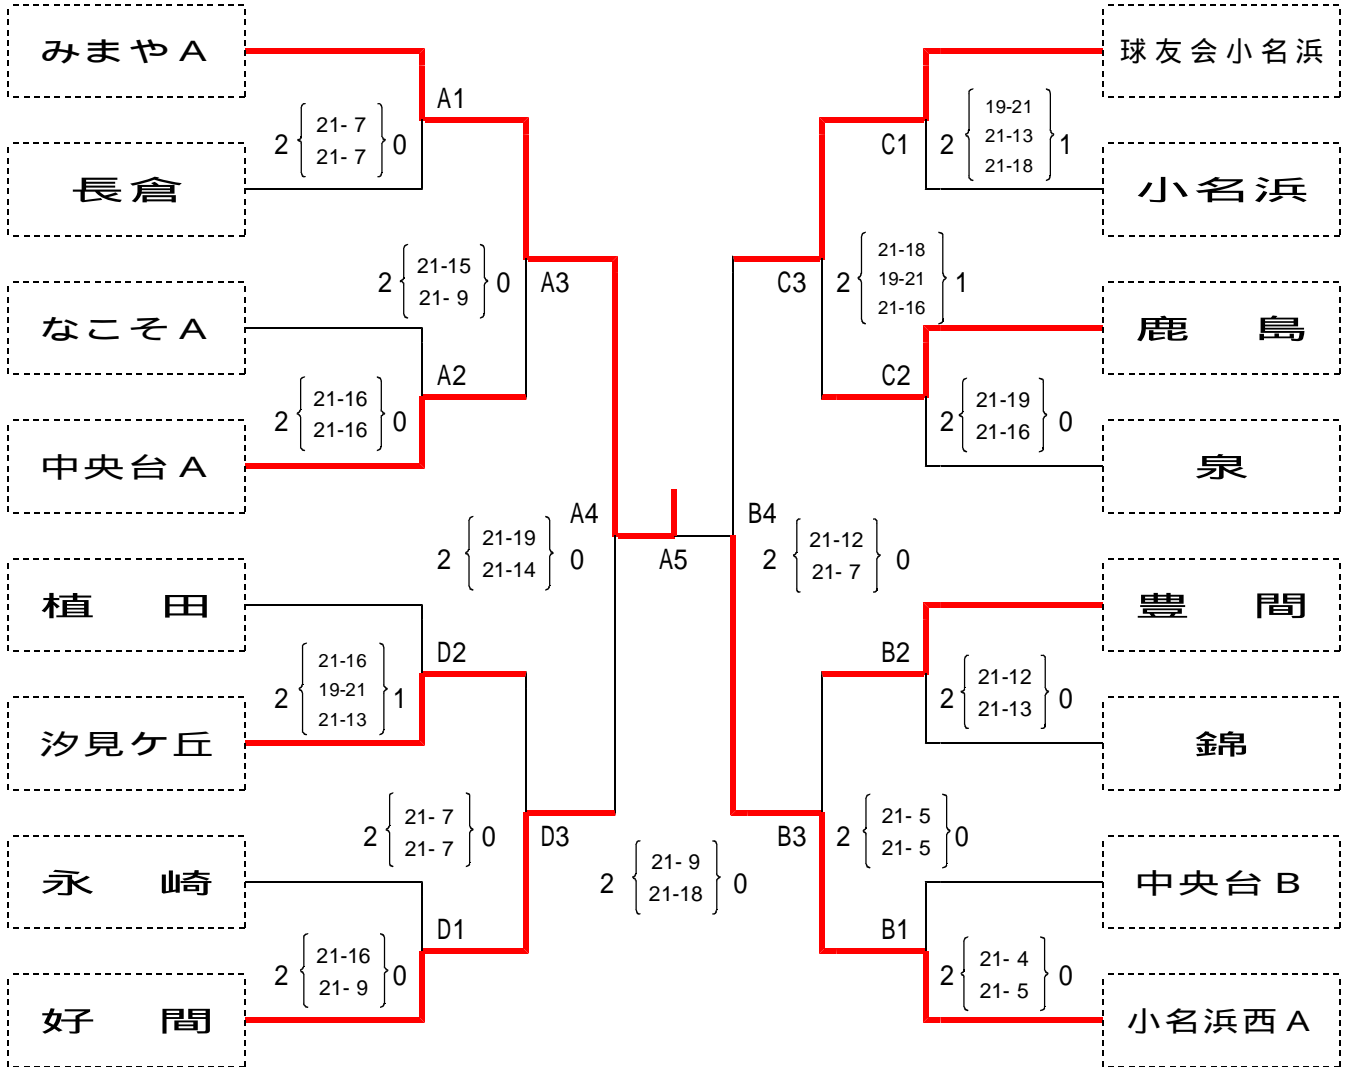 みまやA
球友会小名浜
A1
C1
2 { 21- 7 } 0
21- 7
2 { 19-21 } 1
21-13
21-18
長倉
小名浜
2 { 21-15 } 0
21- 9
A3
C3
2 { 21-18 } 1
19-21
21-16
なこそA
鹿　島
A2
C2
2 { 21-16 } 0
21-16
2 { 21-19 } 0
21-16
中央台A
泉
A4
B4
2 { 21-19 } 0
21-14
A5
2 { 21-12 } 0
21- 7
植　田
豊　間
D2
B2
2 { 21-16 } 1
19-21
21-13
2 { 21-12 } 0
21-13
汐見ケ丘
錦
2 { 21- 7 } 0
21- 7
D3
B3
2 { 21- 5 } 0
21- 5
2 { 21- 9 } 0
21-18
永　崎
中央台B
D1
B1
2 { 21-16 } 0
21- 9
2 { 21- 4 } 0
21- 5
好　間
小名浜西A